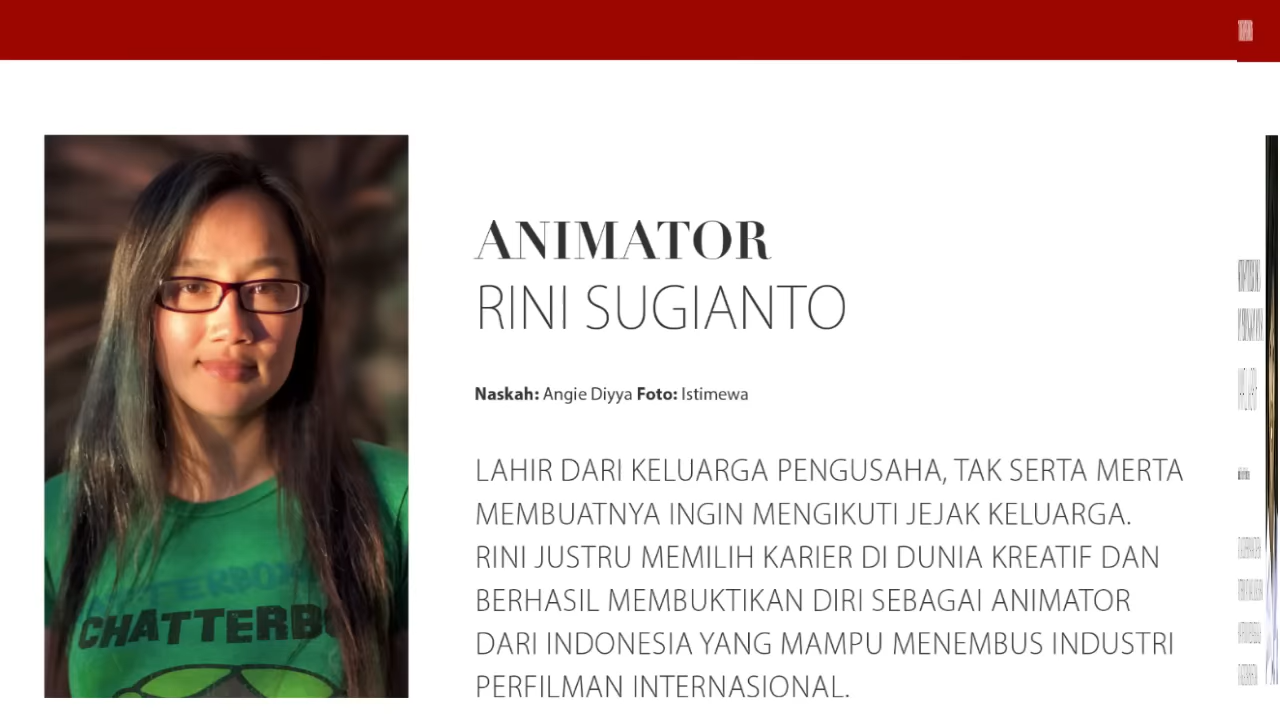 ANIMATOR
RINI SUGIANTO
Naskah: Angie Diyya Foto: Istimewa
LAHIR DARI KELUARGA PENGUSAHA, TAK SERTA MERTA
MEMBUATNYA INGIN MENGIKUTI JEJAK KELUARGA.
RINI JUSTRU MEMILIH KARIER DI DUNIA KREATIF DAN
BERHASIL MEMBUKTIKAN DIRI SEBAGAI ANIMATOR
DARI INDONESIA YANG MAMPU MENEMBUS INDUSTRI
PERFILMAN INTERNASIONAL.